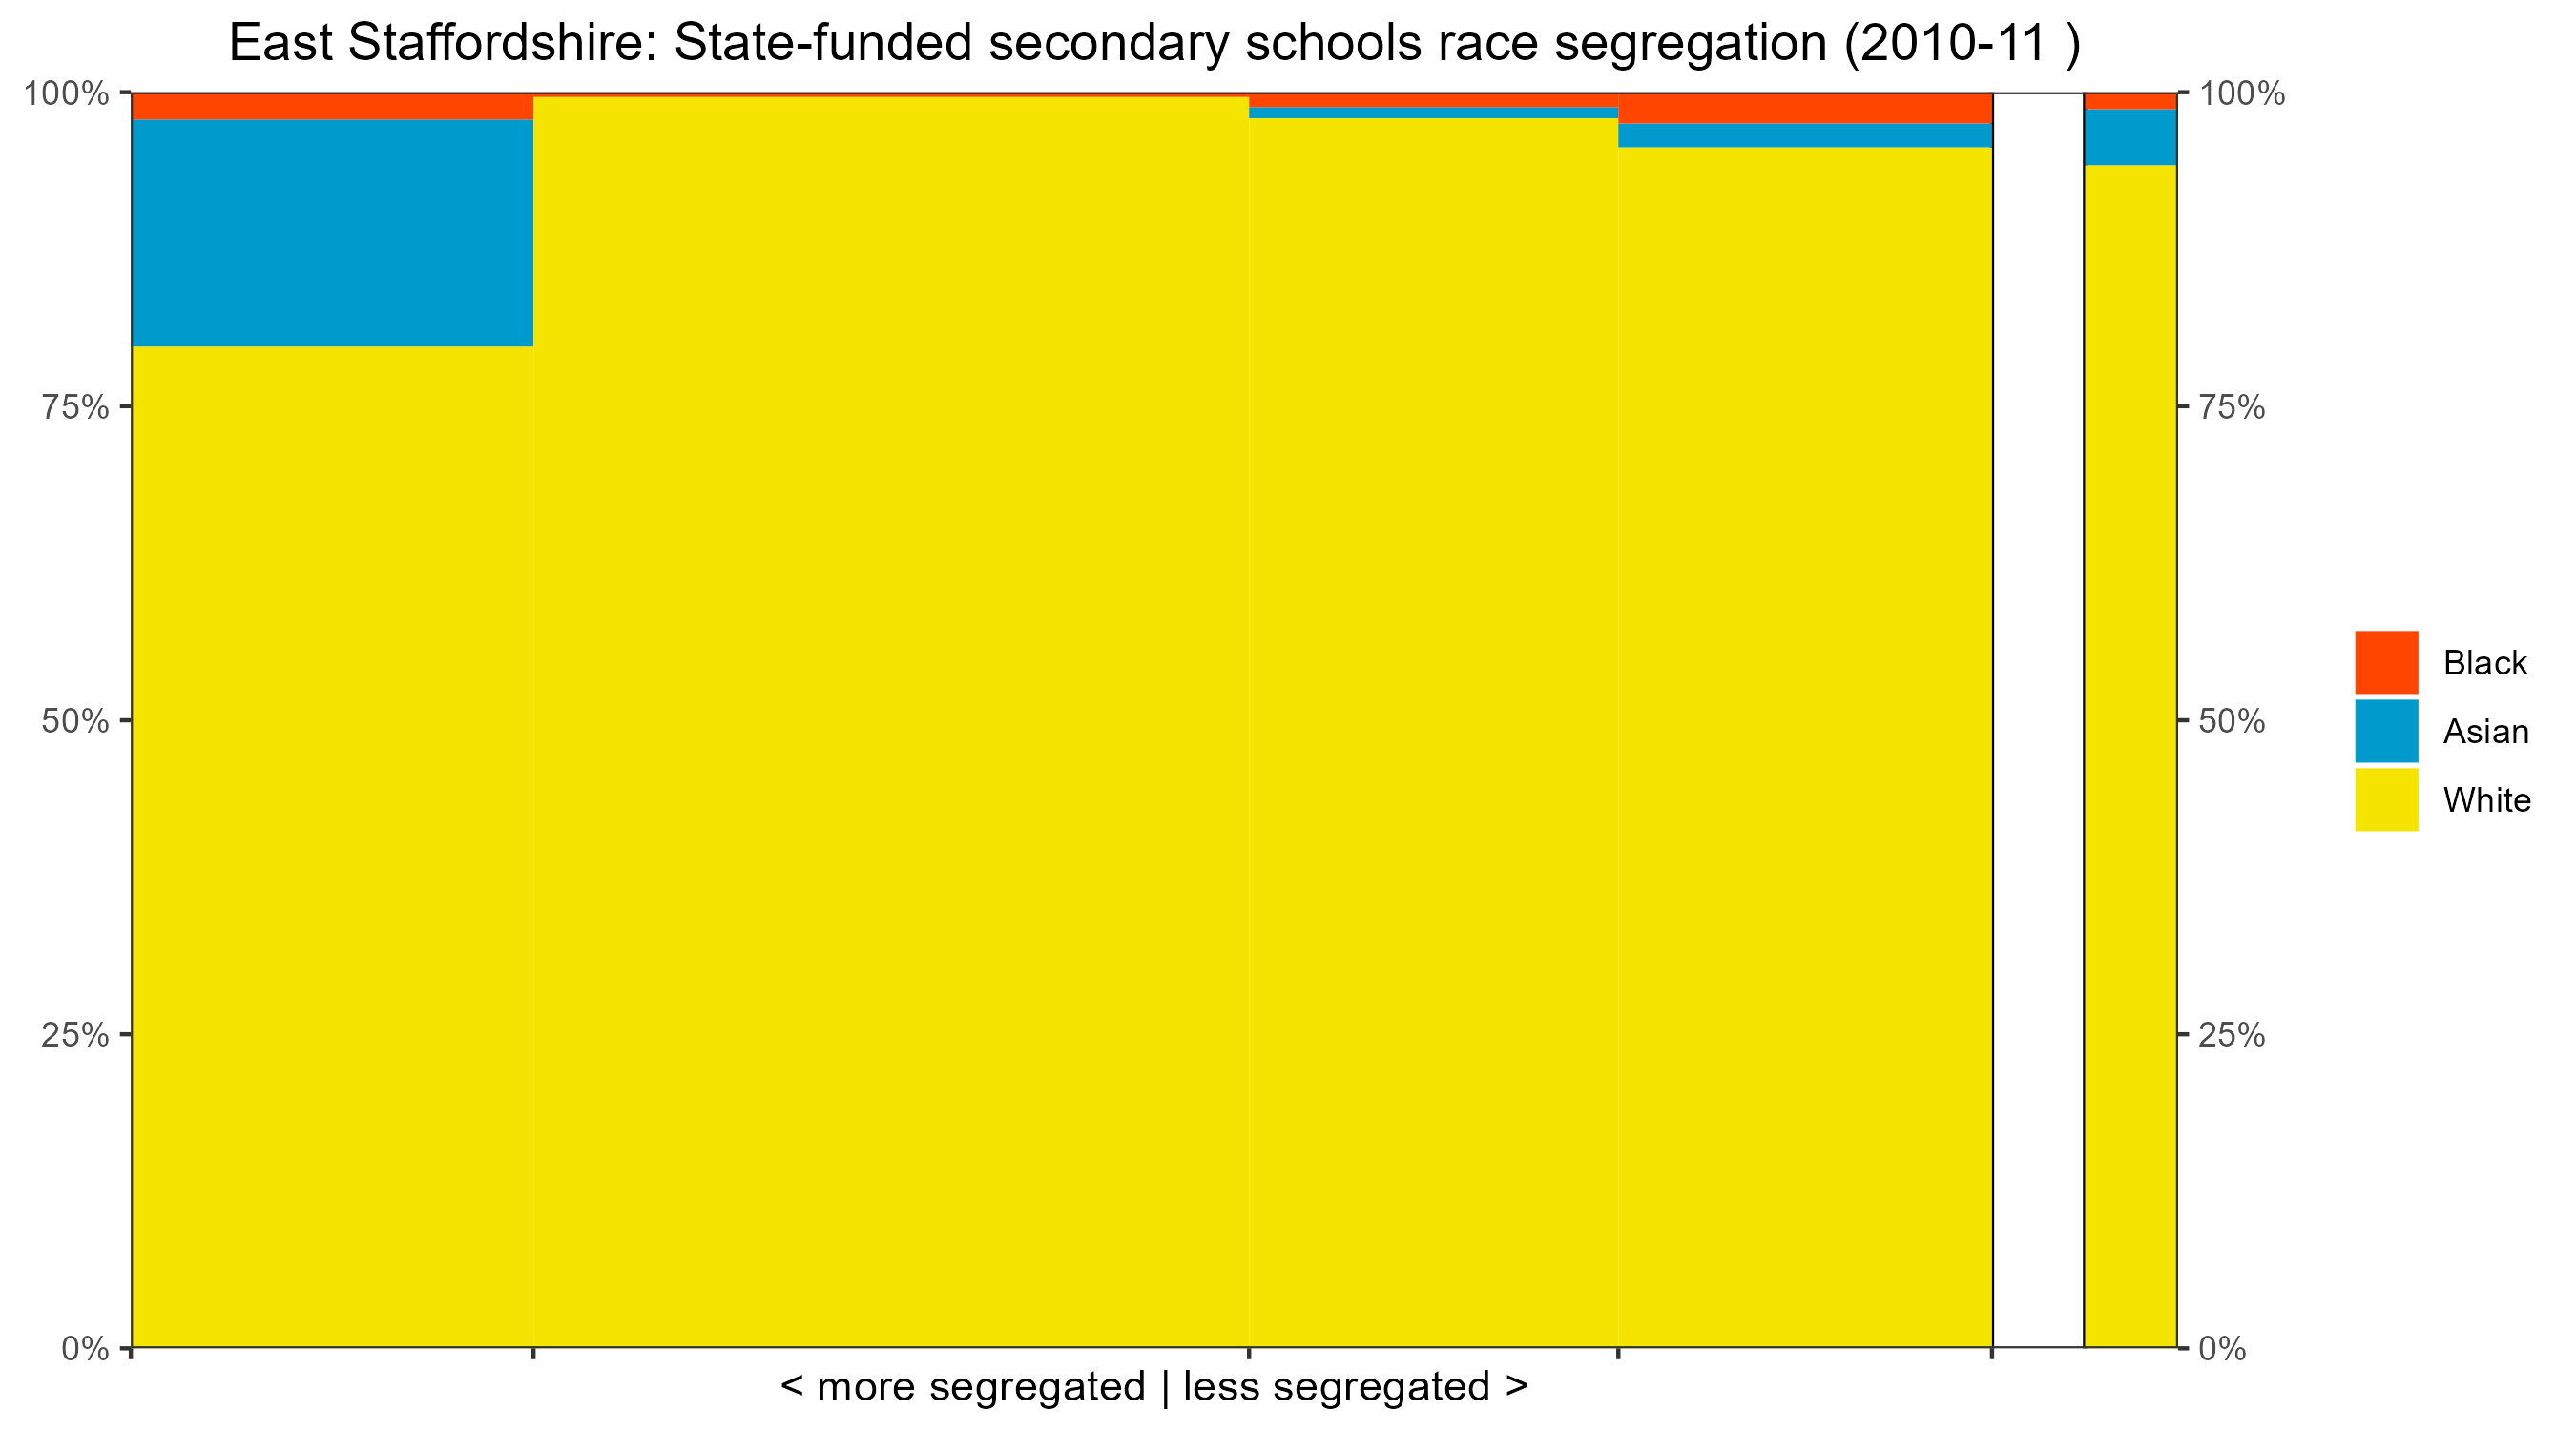 East Staffordshire: State-funded secondary schools race segregation (2010-11 )
100%
75%
50%
25%
0%
100%
75%
50%
25%
0%
Black
Asian
White
< more segregated | less segregated >